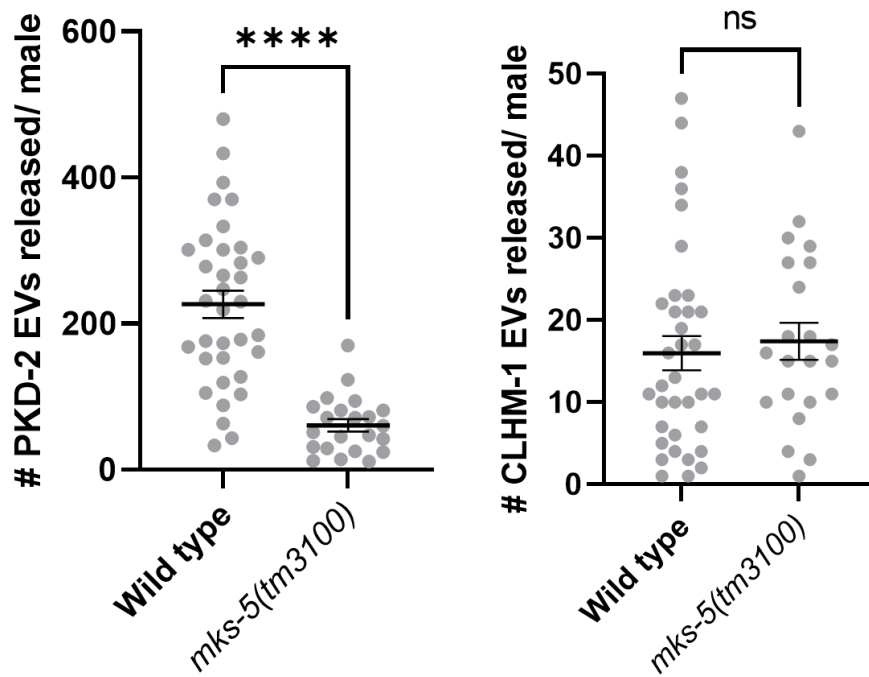 # PKD-2 EVs released/ male
600
400
200
0
****
Wild type
mks-5(tm3100)
# CLHM-1 EVs released/ male
50
40
30
20
10
0
ns
Wild type
mks-5(tm3100)